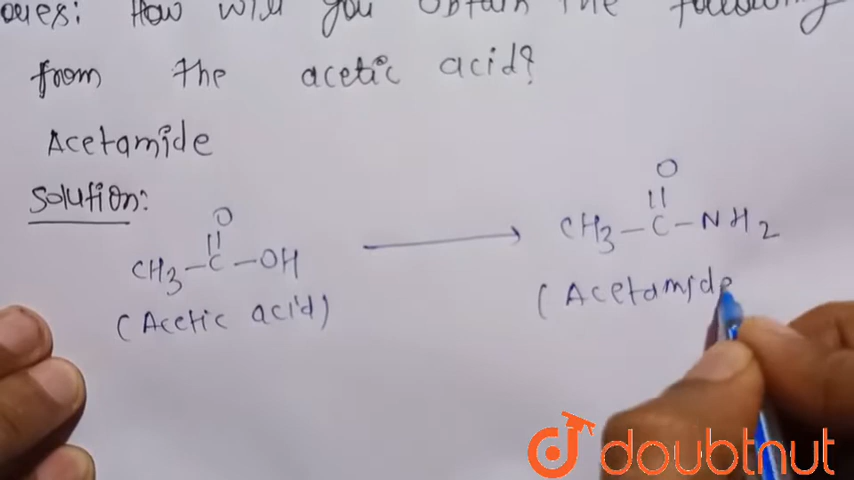 How will you obtain the following
from the acetic acid?
Acetamide
Solution:
O
CH3-C-OH
(Acetic acid)
O
CH3-C-NH2
(Acetamide
doubtnut